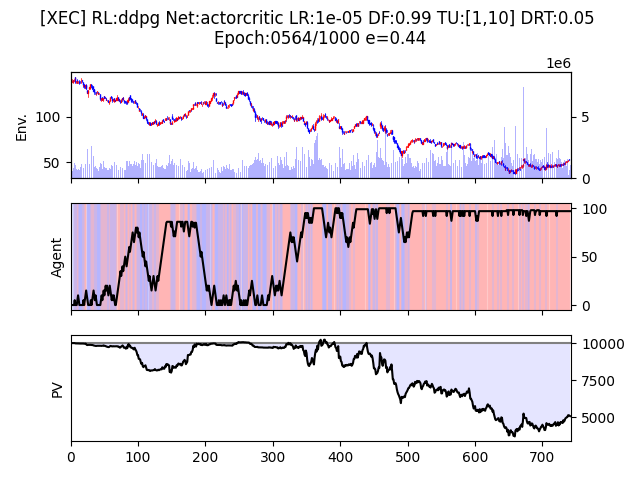 [XEC] RL:ddpg Net:actorcritic LR:1e-05 DF:0.99 TU:[1,10] DRT:0.05
Epoch:0564/1000 e=0.44
1e6
Env.
100
50
5
0
Agent
100
50
0
PV
10000
7500
5000
0 100 200 300 400 500 600 700